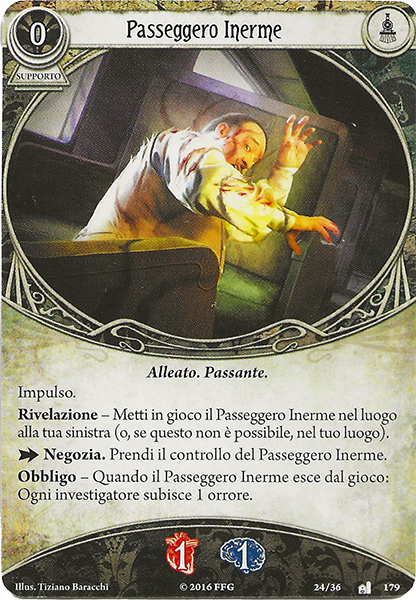 0
Passeggero Inerme
SUPPORTO
Alleato. Passante.
Impulso.
Rivelazione – Metti in gioco il Passeggero Inerme nel luogo
alla tua sinistra (o, se questo non è possibile, nel tuo luogo).
Negozia. Prendi il controllo del Passeggero Inerme.
Obbligo – Quando il Passeggero Inerme esce dal gioco:
Ogni investigatore subisce 1 orrore.
1 1
Illus. Tiziano Baracchi © 2016 FFG 24/36 179